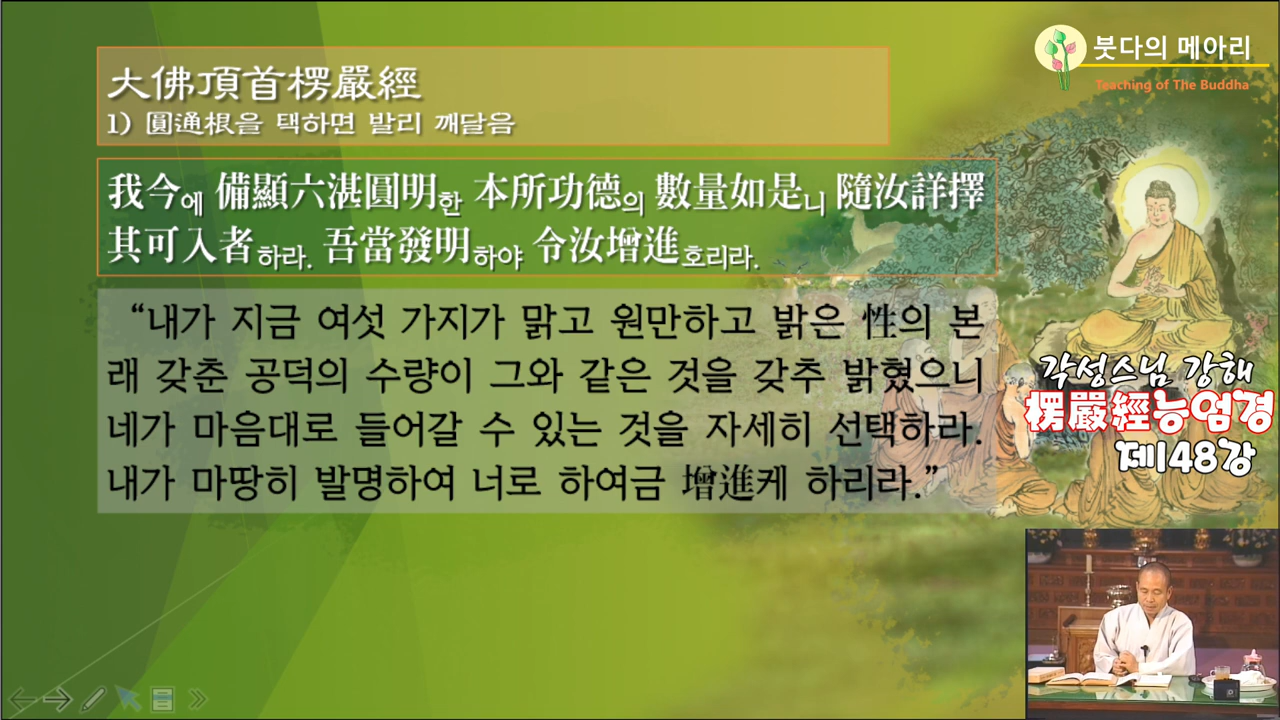 붓다의 메아리
Teaching of The Buddha
大佛頂首楞嚴經
1) 圓通根을 택하면 발리 깨달음
我今에 備顯六湛圓明한 本所功德의 數量如是니 隨汝詳擇
其可入者하라. 吾當發明하야 令汝增進호리라.
“내가 지금 여섯 가지가 맑고 원만하고 밝은 性의 본
래 갖춘 공덕의 수량이 그와 같은 것을 갖추 밝혔으니
네가 마음대로 들어갈 수 있는 것을 자세히 선택하라.
내가 마땅히 발명하여 너로 하여금 增進케 하리라.”
각성스님 강해
楞嚴經능엄경
제48강